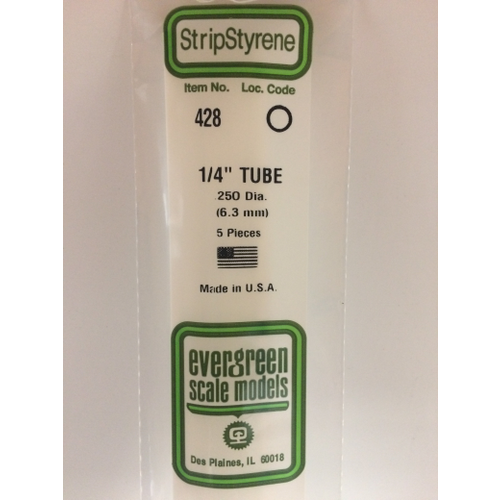 StripStyrene
Item No. Loc. Code
428
1/4" TUBE
.250 Dia.
(6.3 mm)
5 Pieces
Made in U.S.A.
evergreen
scale models
Des Plaines, IL 60018